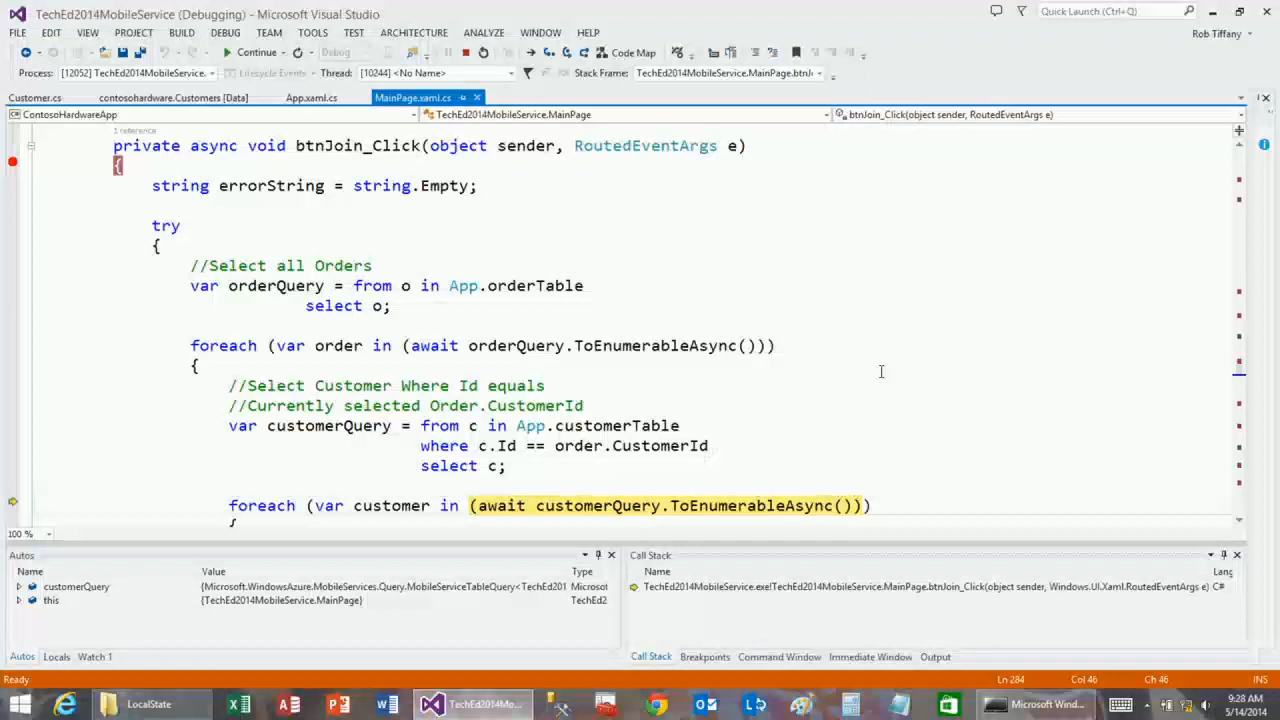 TechEd2014MobileService (Debugging) - Microsoft Visual Studio
Quick Launch (Ctrl+Q)
FILE EDIT VIEW PROJECT BUILD DEBUG TEAM TOOLS TEST ARCHITECTURE ANALYZE WINDOW HELP
Rob Tiffany
Continue Debug Code Map
Process: [12052] TechEd2014MobileService. Lifecycle Events Thread: [10244] <No Name> Stack Frame: TechEd2014MobileService.MainPage.btnJ
Customer.cs contosohardware.Customers [Data] App.xaml.cs MainPage.xaml.cs
ContosoHardwareApp TechEd2014MobileService.MainPage btnJoin_Click(object sender, RoutedEventArgs e)
1 reference
private async void btnJoin_Click(object sender, RoutedEventArgs e)
{
string errorString = string.Empty;
try
{
//Select all Orders
var orderQuery = from o in App.orderTable
select o;
foreach (var order in (await orderQuery.ToEnumerableAsync()))
{
//Select Customer Where Id equals
//Currently selected Order.CustomerId
var customerQuery = from c in App.customerTable
where c.Id == order.CustomerId
select c;
foreach (var customer in (await customerQuery.ToEnumerableAsync()))
{
100 %
Autos
Name Value Type
customerQuery {Microsoft.WindowsAzure.MobileServices.Query.MobileServiceTableQuery<TechEd201 Microsof
this {TechEd2014MobileService.MainPage} TechEd2
Autos Locals Watch 1
Call Stack
Name Lang
TechEd2014MobileService.exe!TechEd2014MobileService.MainPage.btnJoin_Click(object sender, Windows.UI.Xaml.RoutedEventArgs e) C#
Call Stack Breakpoints Command Window Immediate Window Output
Ready Ln 284 Col 46 Ch 46 INS
LocalState TechEd2014Mo... Microsoft Wind...
9:28 AM
5/14/2014